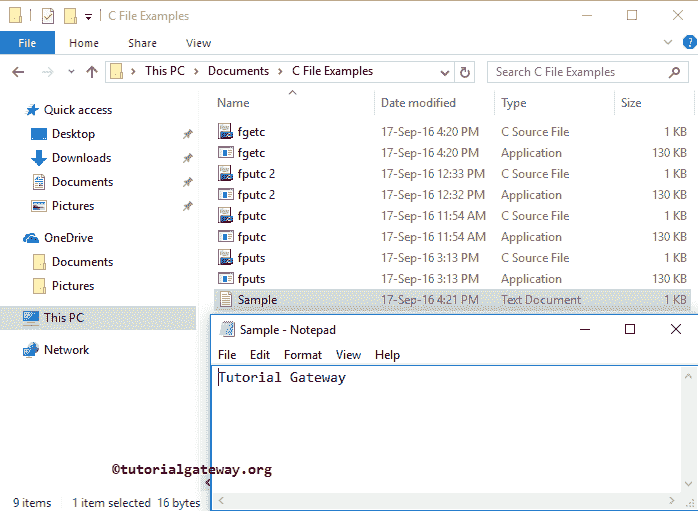 C File Examples
File Home Share View
This PC > Documents > C File Examples Search C File Examples
Name Date modified Type Size
Quick access
Desktop
Downloads
Documents
Pictures
OneDrive
Documents
Pictures
This PC
Network
fgetc 17-Sep-16 4:20 PM C Source File 1 KB
fgetc 17-Sep-16 4:20 PM Application 130 KB
fputc 2 17-Sep-16 12:33 PM C Source File 1 KB
fputc 2 17-Sep-16 12:32 PM Application 130 KB
fputc 17-Sep-16 11:54 AM C Source File 1 KB
fputc 17-Sep-16 11:54 AM Application 130 KB
fputs 17-Sep-16 3:13 PM C Source File 1 KB
fputs 17-Sep-16 3:13 PM Application 130 KB
Sample 17-Sep-16 4:21 PM Text Document 1 KB
Sample - Notepad
File Edit Format View Help
Tutorial Gateway
©tutorialgateway.org
9 items 1 item selected 16 bytes